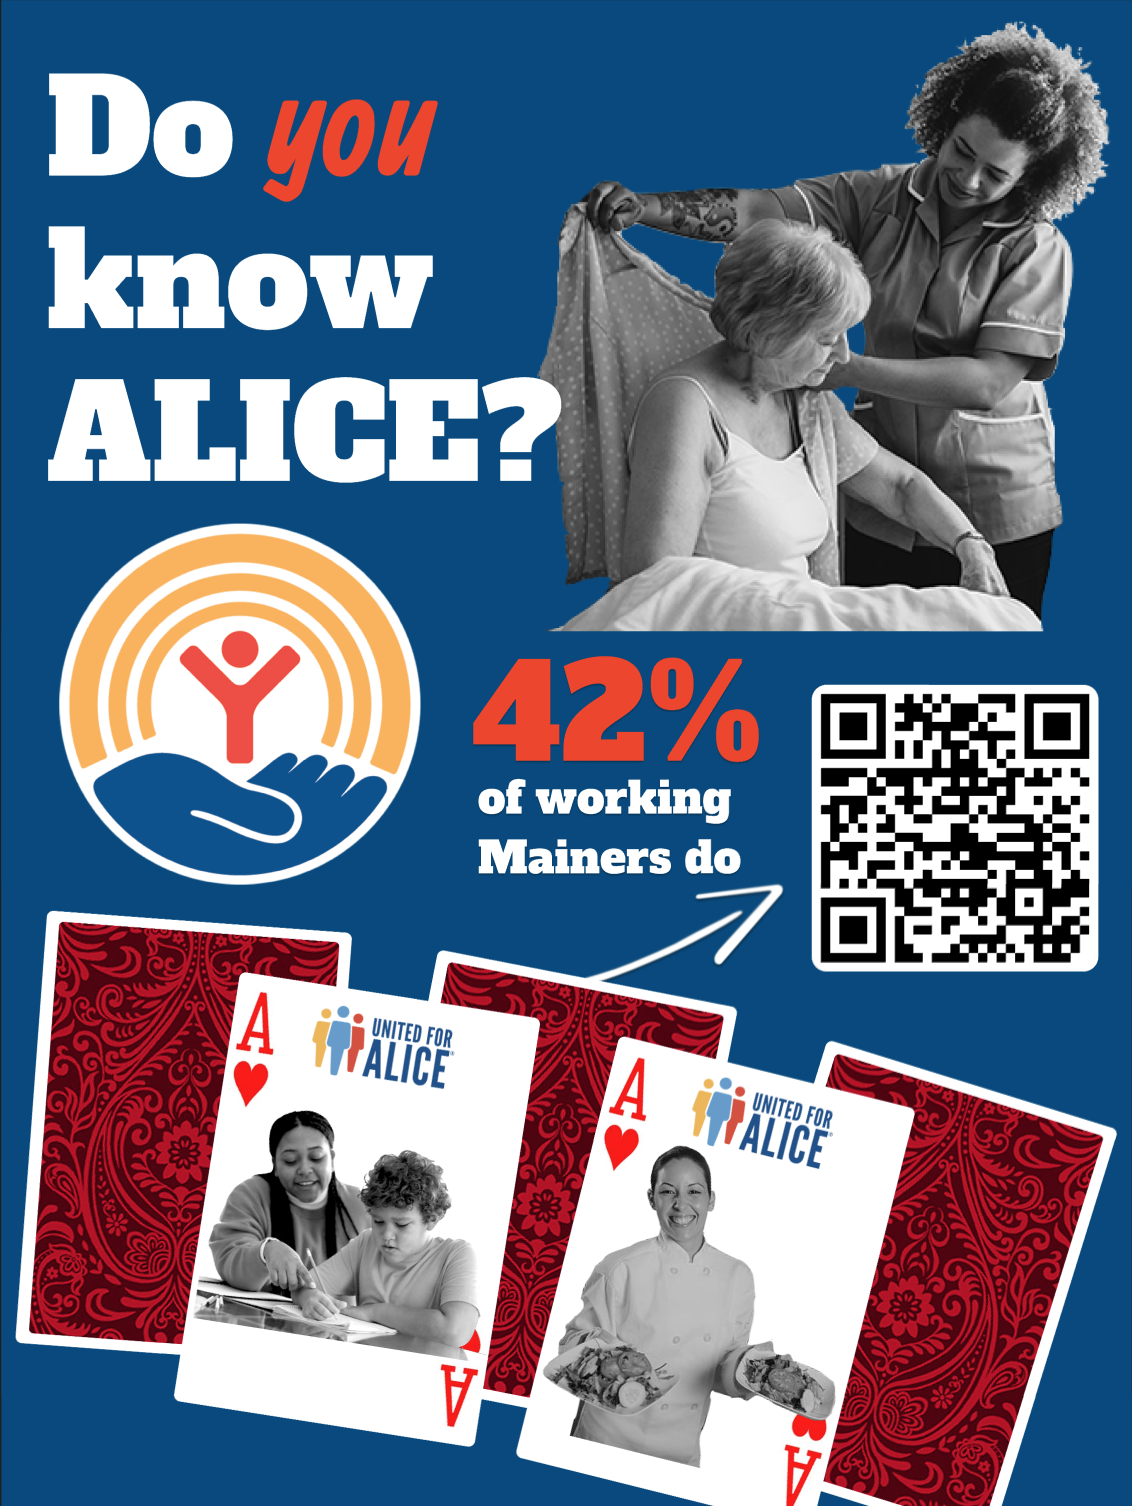 Do you
know
ALICE?
42%
of working
Mainers do
A
UNITED FOR
ALICE®
A
A
UNITED FOR
ALICE®
A